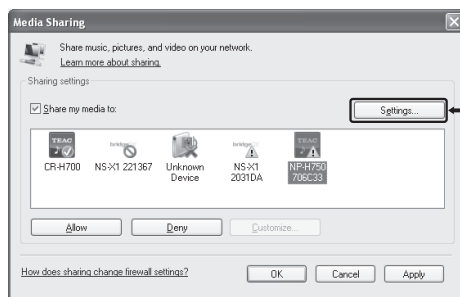 Media Sharing
Share music, pictures, and video on your network.
Learn more about sharing.
Sharing settings
Share my media to:
Settings...
TEAC
bridge
bridge
TEAC
CR-H700
NS-X1 221367
Unknown
Device
NS-X1
2031DA
NP-H750
706C33
Allow
Deny
Customize...
How does sharing change firewall settings?
OK
Cancel
Apply